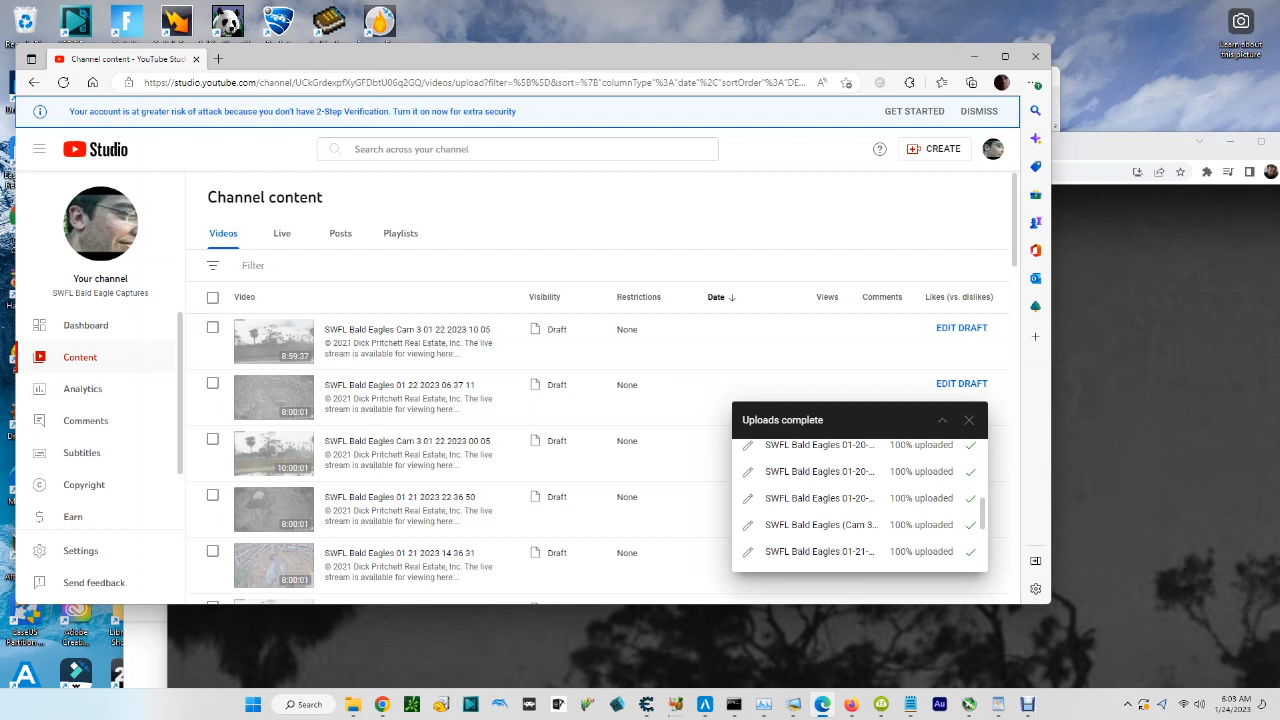 Learn about
this picture
Channel content - YouTube Studio
https://studio.youtube.com/channel/UCkGrdexpfXyGFDbtU06q2GQ/videos/upload?filter=%5B%5D&sort=%7B"columnType"%3A"date"%2C"sortOrder"%3A"DE...
Your account is at greater risk of attack because you don't have 2-Step Verification. Turn it on now for extra security
GET STARTED
DISMISS
Studio
Search across your channel
CREATE
Your channel
SWFL Bald Eagle Captures
Dashboard
Content
Analytics
Comments
Subtitles
Copyright
Earn
Settings
Send feedback
Channel content
Videos
Live
Posts
Playlists
Filter
Video
Visibility
Restrictions
Date
Views
Comments
Likes (vs. dislikes)
8:59:37
SWFL Bald Eagles Cam 3 01 22 2023 10 05
© 2021 Dick Pritchett Real Estate, Inc. The live
stream is available for viewing here:...
Draft
None
EDIT DRAFT
8:00:01
SWFL Bald Eagles 01 22 2023 06 37 11
© 2021 Dick Pritchett Real Estate, Inc. The live
stream is available for viewing here:...
Draft
None
EDIT DRAFT
10:00:01
SWFL Bald Eagles Cam 3 01 22 2023 00 05
© 2021 Dick Pritchett Real Estate, Inc. The live
stream is available for viewing here:...
Draft
None
8:00:01
SWFL Bald Eagles 01 21 2023 22 36 50
© 2021 Dick Pritchett Real Estate, Inc. The live
stream is available for viewing here:...
Draft
None
8:00:01
SWFL Bald Eagles 01 21 2023 14 36 31
© 2021 Dick Pritchett Real Estate, Inc. The live
stream is available for viewing here:...
Draft
None
Uploads complete
SWFL Bald Eagles 01-20-... 100% uploaded
SWFL Bald Eagles 01-20-... 100% uploaded
SWFL Bald Eagles 01-20-... 100% uploaded
SWFL Bald Eagles (Cam 3... 100% uploaded
SWFL Bald Eagles 01-21-... 100% uploaded
EaseUS
Partition...
Adobe
Creati...
Search
6:03 AM
1/24/2023